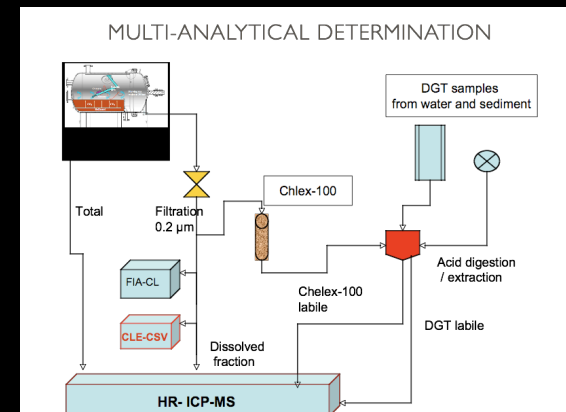 MULTI-ANALYTICAL DETERMINATION
DGT samples
from water and sediment
Chlex-100
Total
Filtration
0.2 µm
Acid digestion
/ extraction
FIA-CL
Chelex-100
labile
DGT labile
CLE-CSV
Dissolved
fraction
HR- ICP-MS